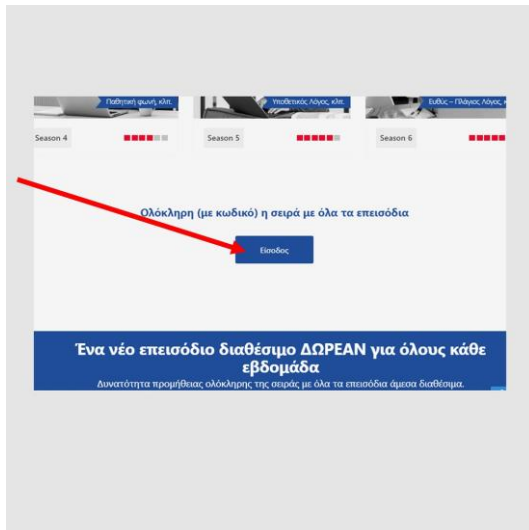 Παθητική φωνή, κλπ.
Υποθετικός Λόγος, κλπ.
Ευθύς – Πλάγιος Λόγος, κ
Season 4
Season 5
Season 6
Ολόκληρη (με κωδικό) η σειρά με όλα τα επεισόδια
Είσοδος
Ένα νέο επεισόδιο διαθέσιμο ΔΩΡΕΑΝ για όλους κάθε
εβδομάδα
Δυνατότητα προμήθειας ολόκληρης της σειράς με όλα τα επεισόδια άμεσα διαθέσιμα.